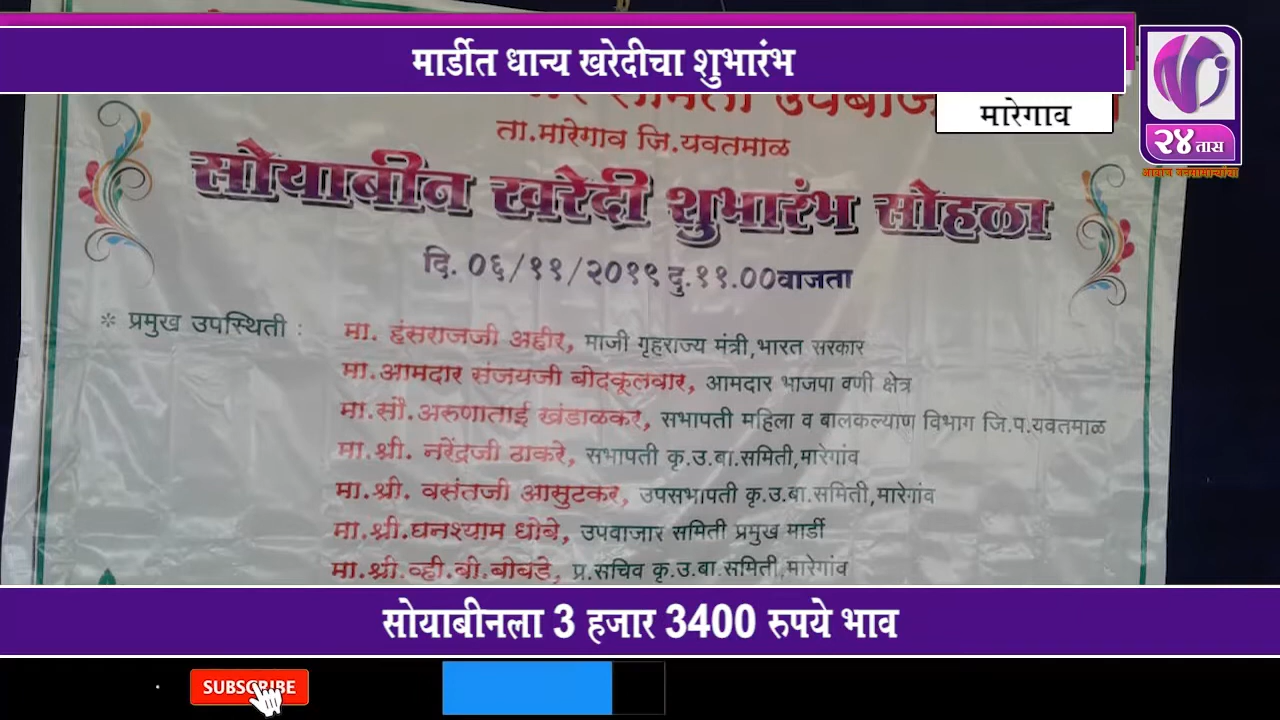 मार्डीत धान्य खरेदीचा शुभारंभ
मारेगाव
२४ तास
ता.मारेगाव जि.यवतमाळ
सोयाबीन खरेदी शुभारंभ सोहळा
दि. ०६/११/२०१९ दु.११.००वाजता
* प्रमुख उपस्थिती :
मा. हंसराजजी अहीर, माजी गृहराज्य मंत्री,भारत सरकार
मा.आमदार संजयजी बोदकूलवार, आमदार भाजपा वणी क्षेत्र
मा.सौ.अरुणाताई खंडाळकर, सभापती महिला व बालकल्याण विभाग जि.प.यवतमाळ
मा.श्री. नरेंद्रजी ठाकरे, सभापती कृ.उ.बा.समिती,मारेगांव
मा.श्री. वसंतजी आसुटकर, उपसभापती कृ.उ.बा.समिती,मारेगांव
मा.श्री.घनश्याम धोबे, उपवाजार समिती प्रमुख मार्डी
मा.श्री.व्ही.बी.बोबडे, प्र.सचिव कृ.उ.बा.समिती,मारेगांव
सोयाबीनला 3 हजार 3400 रुपये भाव
SUBSCRIBE